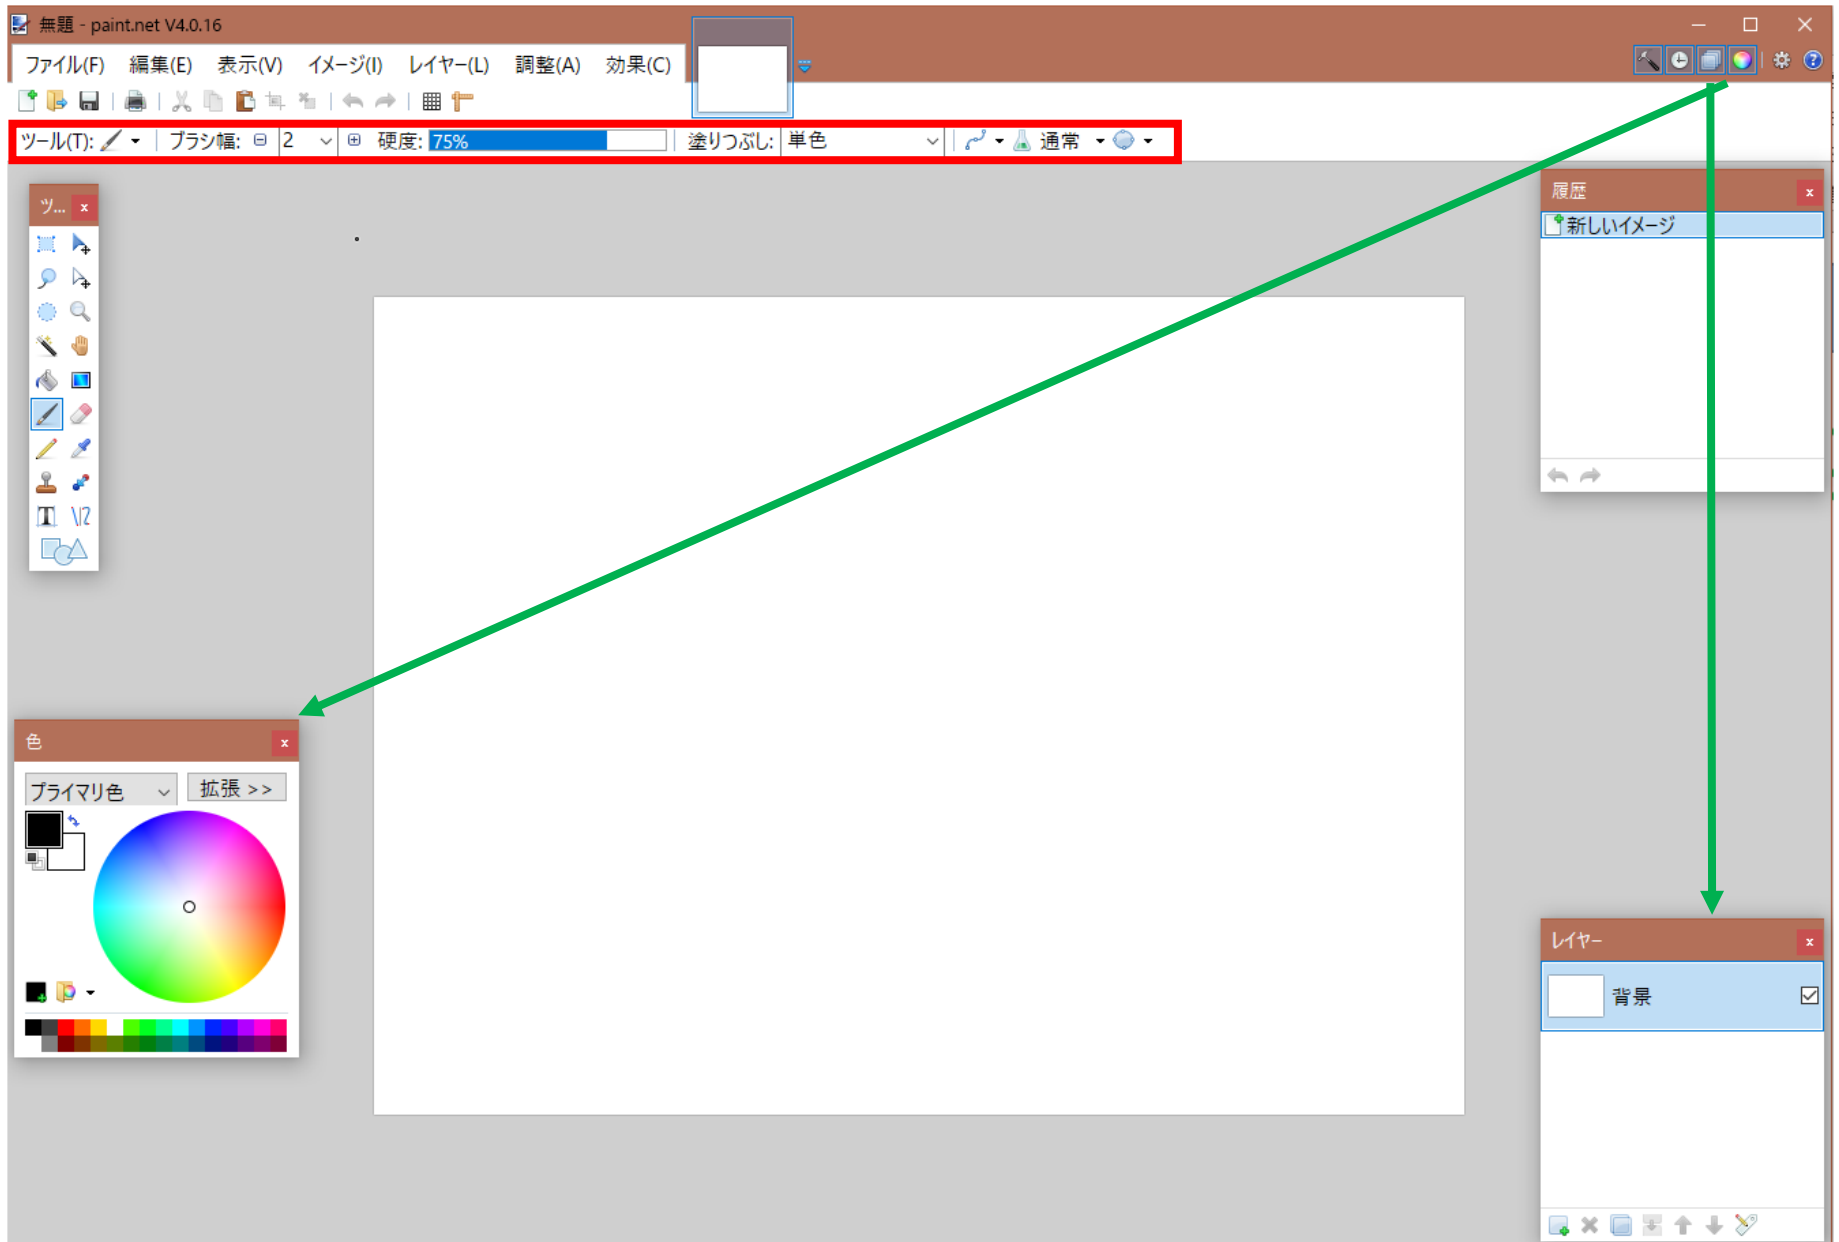 無題 - paint.net V4.0.16
ファイル(F) 編集(E) 表示(V) イメージ(I) レイヤー(L) 調整(A) 効果(C)
ツール(T): ブラシ幅: 2 硬度: 75% 塗りつぶし: 単色 通常
ツ...
履歴
新しいイメージ
色
プライマリ色 拡張 >>
レイヤー
背景